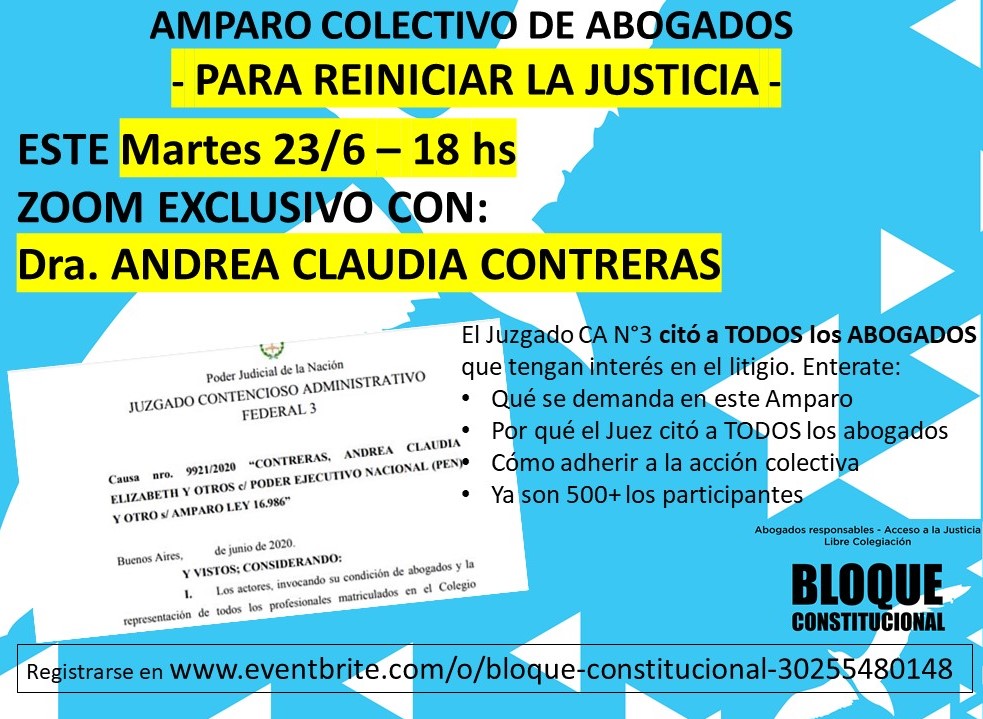 AMPARO COLECTIVO DE ABOGADOS
- PARA REINICIAR LA JUSTICIA -
ESTE Martes 23/6 – 18 hs
ZOOM EXCLUSIVO CON:
Dra. ANDREA CLAUDIA CONTRERAS
El Juzgado CA N°3 citó a TODOS los ABOGADOS
que tengan interés en el litigio. Enterate:
• Qué se demanda en este Amparo
• Por qué el Juez citó a TODOS los abogados
• Cómo adherir a la acción colectiva
• Ya son 500+ los participantes
Poder Judicial de la Nación
JUZGADO CONTENCIOSO ADMINISTRATIVO
FEDERAL 3
Causa nro. 9921/2020 “CONTRERAS, ANDREA CLAUDIA
ELIZABETH Y OTROS c/ PODER EJECUTIVO NACIONAL (PEN)
Y OTRO s/ AMPARO LEY 16.986”
Buenos Aires, de junio de 2020.
Y VISTOS; CONSIDERANDO:
I. Los actores, invocando su condición de abogados y la
representación de todos los profesionales matriculados en el Colegio
Abogados responsables - Acceso a la Justicia
Libre Colegiación
BLOQUE
CONSTITUCIONAL
Registrarse en www.eventbrite.com/o/bloque-constitucional-30255480148